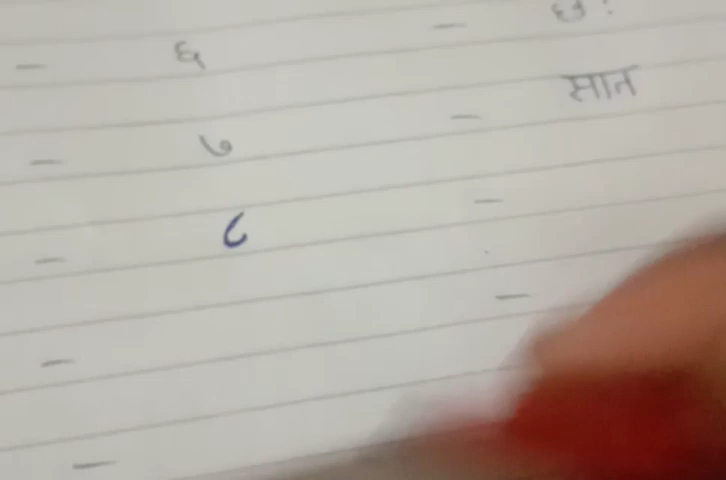 - ६ - छः
- ७ - सात
- ८ -
- -
-